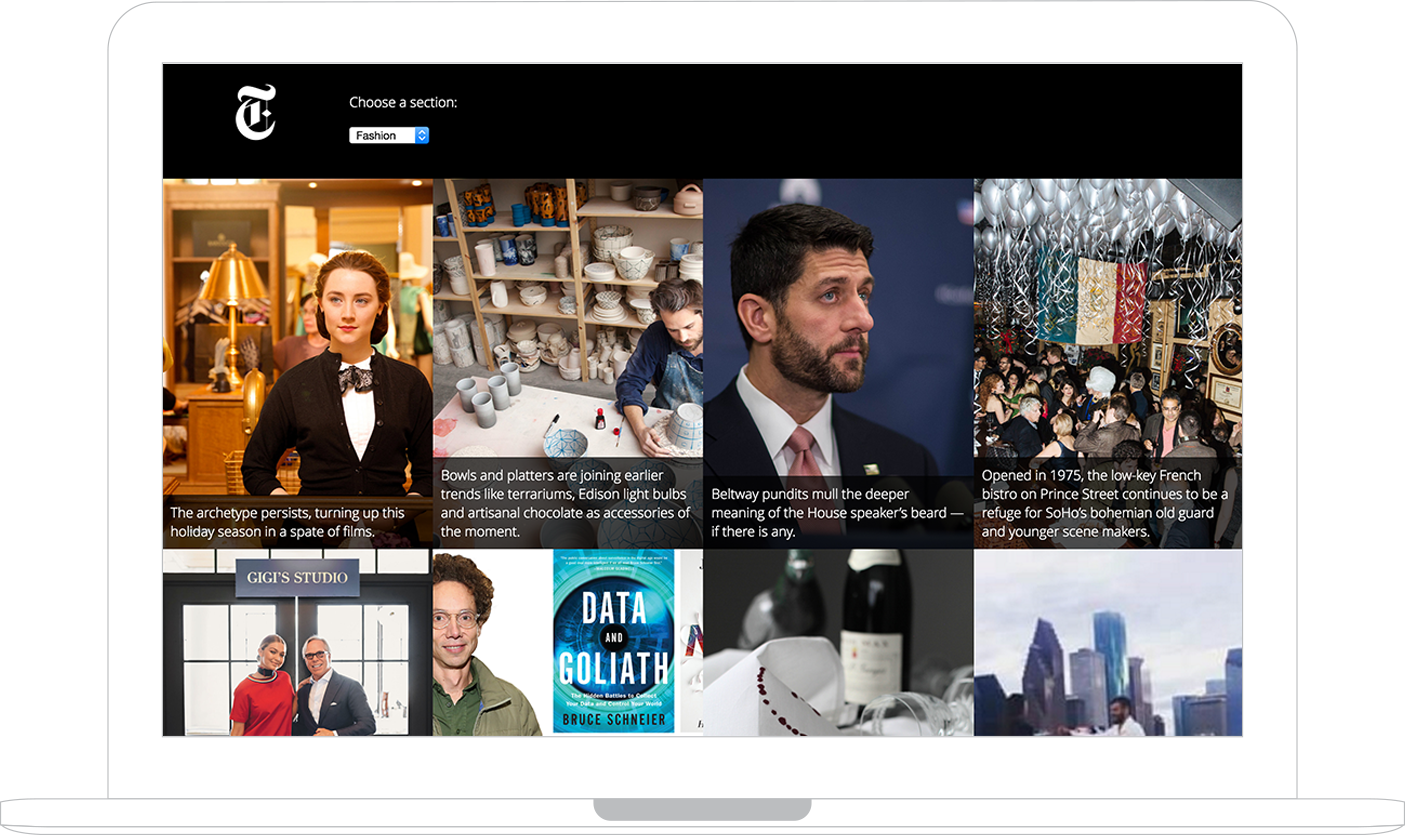 Choose a section:
Fashion
The archetype persists, turning up this
holiday season in a spate of films.
Bowls and platters are joining earlier
trends like terrariums, Edison light bulbs
and artisanal chocolate as accessories of
the moment.
Beltway pundits mull the deeper
meaning of the House speaker’s beard —
if there is any.
Opened in 1975, the low-key French
bistro on Prince Street continues to be a
refuge for SoHo’s bohemian old guard
and younger scene makers.
GIGI'S STUDIO
DATA
AND
GOLIATH
The Hidden Battles to Collect
Your Data and Control Your World
BRUCE SCHNEIER